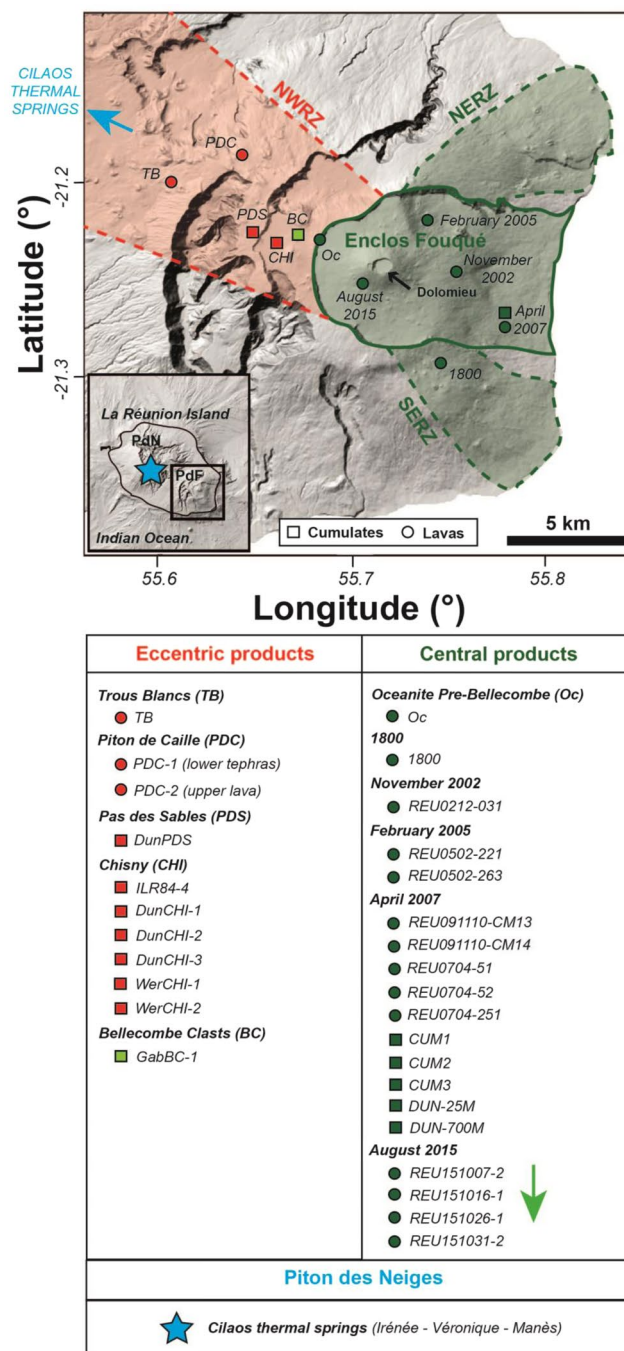 CILAOS
THERMAL
SPRINGS
NWRZ
NERZ
PDC
TB
-21.2
PDS
BC
February 2005
CHI
Oc
Enclos Fouqué
November
2002
August
2015
Dolomieu
April
2007
Latitude (°)
-21.3
1800
SERZ
La Réunion Island
PdN
PdF
Indian Ocean
Cumulates
Lavas
5 km
55.6
55.7
55.8
Longitude (°)
Eccentric products
Trous Blancs (TB)
TB
Piton de Caille (PDC)
PDC-1 (lower tephras)
PDC-2 (upper lava)
Pas des Sables (PDS)
DunPDS
Chisny (CHI)
ILR84-4
DunCHI-1
DunCHI-2
DunCHI-3
WerCHI-1
WerCHI-2
Bellecombe Clasts (BC)
GabBC-1
Central products
Oceanite Pre-Bellecombe (Oc)
Oc
1800
1800
November 2002
REU0212-031
February 2005
REU0502-221
REU0502-263
April 2007
REU091110-CM13
REU091110-CM14
REU0704-51
REU0704-52
REU0704-251
CUM1
CUM2
CUM3
DUN-25M
DUN-700M
August 2015
REU151007-2
REU151016-1
REU151026-1
REU151031-2
Piton des Neiges
Cilaos thermal springs (Irénée - Véronique - Manès)